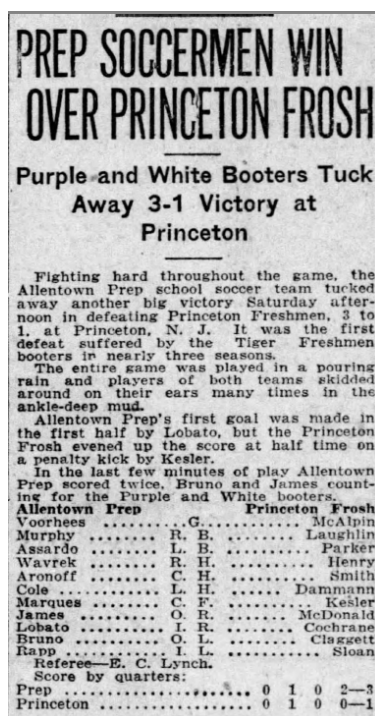 PREP SOCCERMEN WIN
OVER PRINCETON FROSH
Purple and White Booters Tuck
Away 3-1 Victory at
Princeton
Fighting hard throughout the game, the
Allentown Prep school soccer team tucked
away another big victory Saturday after-
noon in defeating Princeton Freshmen, 3 to
1, at Princeton, N. J. It was the first
defeat suffered by the Tiger Freshmen
booters in nearly three seasons.
The entire game was played in a pouring
rain and players of both teams skidded
around on their ears many times in the
ankle-deep mud.
Allentown Prep's first goal was made in
the first half by Lobato, but the Princeton
Frosh evened up the score at half time on
a penalty kick by Kesler.
In the last few minutes of play Allentown
Prep scored twice, Bruno and James count-
ing for the Purple and White booters.
Allentown Prep Princeton Frosh
Voorhees ..........G............ McAlpin
Murphy ........ R. B. ......... Laughlin
Assardo ........ L. B. .......... Parker
Wavrek ........ R. H. .......... Henry
Aronoff ........ C. H. .......... Smith
Cole ........... L. H. ........ Dammann
Marques ........ C. F. .......... Kesler
James .......... O. R. ....... McDonald
Lobato ......... I. R. ........ Cochrane
Bruno .......... O. L. ........ Claggett
Rapp ........... I. L. .......... Sloan
Referee—E. C. Lynch.
Score by quarters:
Prep ........................ 0 1 0 2—3
Princeton ................... 0 1 0 0—1